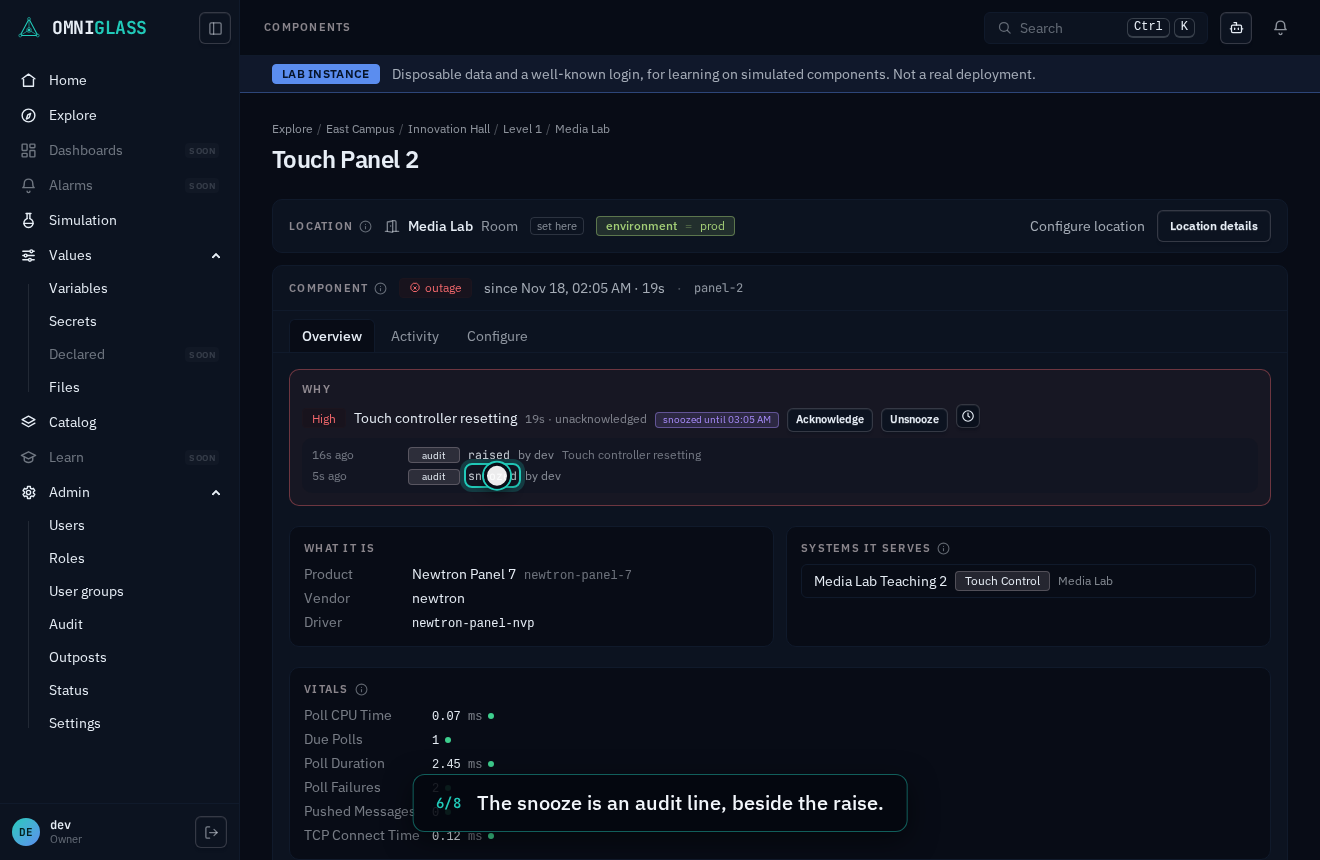 OMNIGLASS
COMPONENTS
Search
Ctrl K
LAB INSTANCE Disposable data and a well-known login, for learning on simulated components. Not a real deployment.
Home
Explore
Dashboards SOON
Alarms SOON
Simulation
Values
Variables
Secrets
Declared SOON
Files
Catalog
Learn SOON
Admin
Users
Roles
User groups
Audit
Outposts
Status
Settings
DE dev
Owner
Explore / East Campus / Innovation Hall / Level 1 / Media Lab
Touch Panel 2
LOCATION Media Lab Room set here environment = prod Configure location Location details
COMPONENT outage since Nov 18, 02:05 AM · 19s · panel-2
Overview Activity Configure
WHY
High Touch controller resetting 19s · unacknowledged snoozed until 03:05 AM Acknowledge Unsnooze
16s ago audit raised by dev Touch controller resetting
5s ago audit by dev
WHAT IT IS
Product Newtron Panel 7 newtron-panel-7
Vendor newtron
Driver newtron-panel-nvp
SYSTEMS IT SERVES
Media Lab Teaching 2 Touch Control Media Lab
VITALS
Poll CPU Time 0.07 ms
Due Polls 1
Poll Duration 2.45 ms
Poll Failures
Pushed Messages
TCP Connect Time 0.12 ms
6/8 The snooze is an audit line, beside the raise.